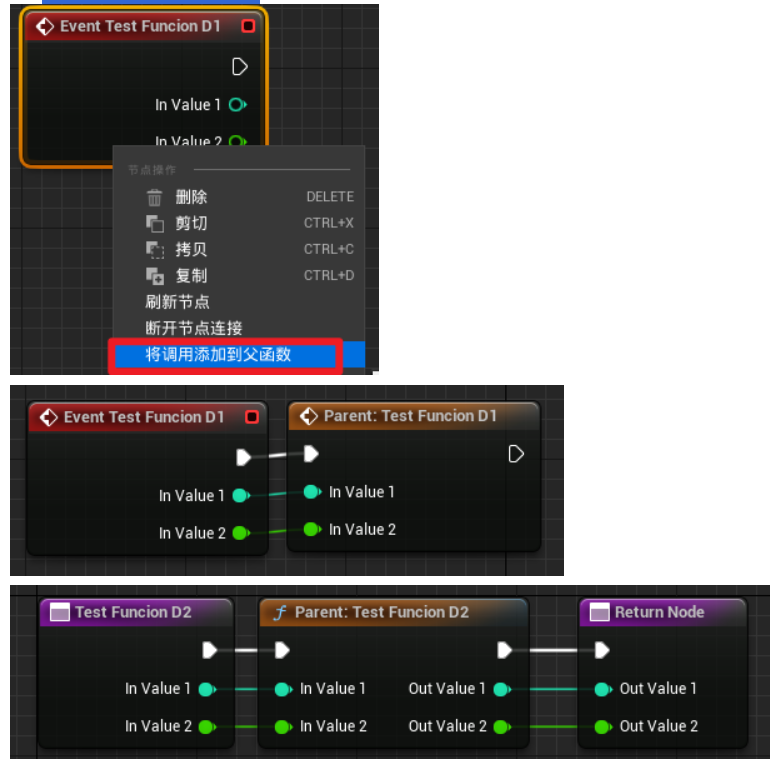 Event Test Funcion D1
In Value 1
In Value 2
节点操作
删除 DELETE
剪切 CTRL+X
拷贝 CTRL+C
复制 CTRL+D
刷新节点
断开节点连接
将调用添加到父函数
Event Test Funcion D1 Parent: Test Funcion D1
In Value 1 In Value 1
In Value 2 In Value 2
Test Funcion D2 f Parent: Test Funcion D2 Return Node
In Value 1 In Value 1 Out Value 1 Out Value 1
In Value 2 In Value 2 Out Value 2 Out Value 2